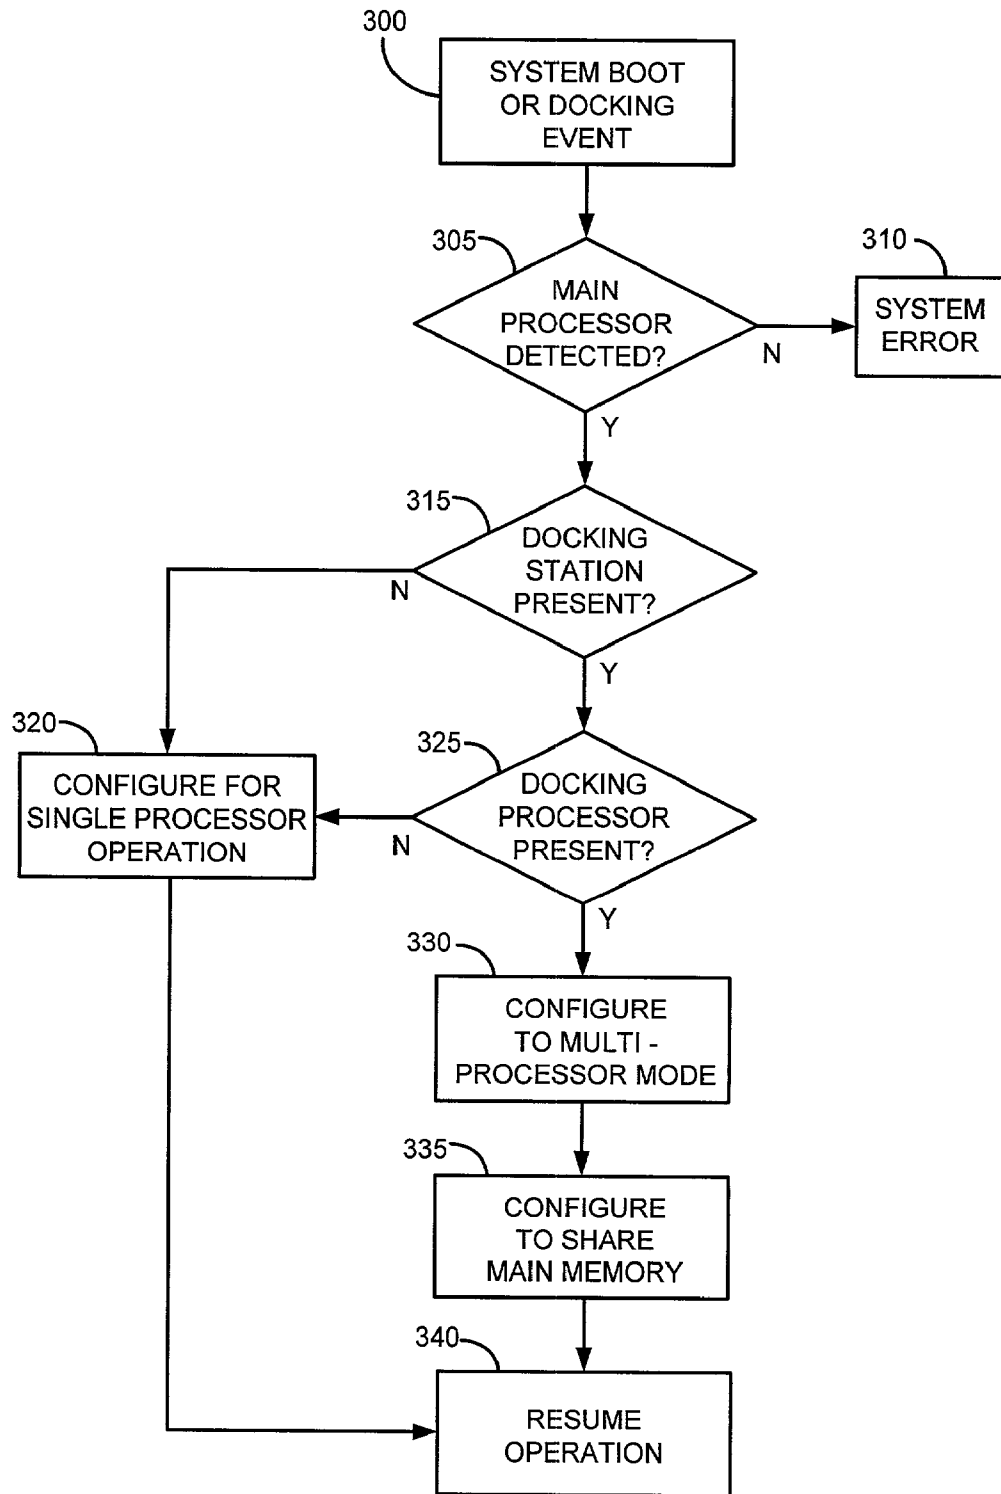 300
SYSTEM BOOT
OR DOCKING
EVENT
305
MAIN
PROCESSOR
DETECTED?
N
310
SYSTEM
ERROR
Y
315
DOCKING
STATION
PRESENT?
N
Y
320
CONFIGURE FOR
SINGLE PROCESSOR
OPERATION
325
DOCKING
PROCESSOR
PRESENT?
N
Y
330
CONFIGURE
TO MULTI -
PROCESSOR MODE
335
CONFIGURE
TO SHARE
MAIN MEMORY
340
RESUME
OPERATION